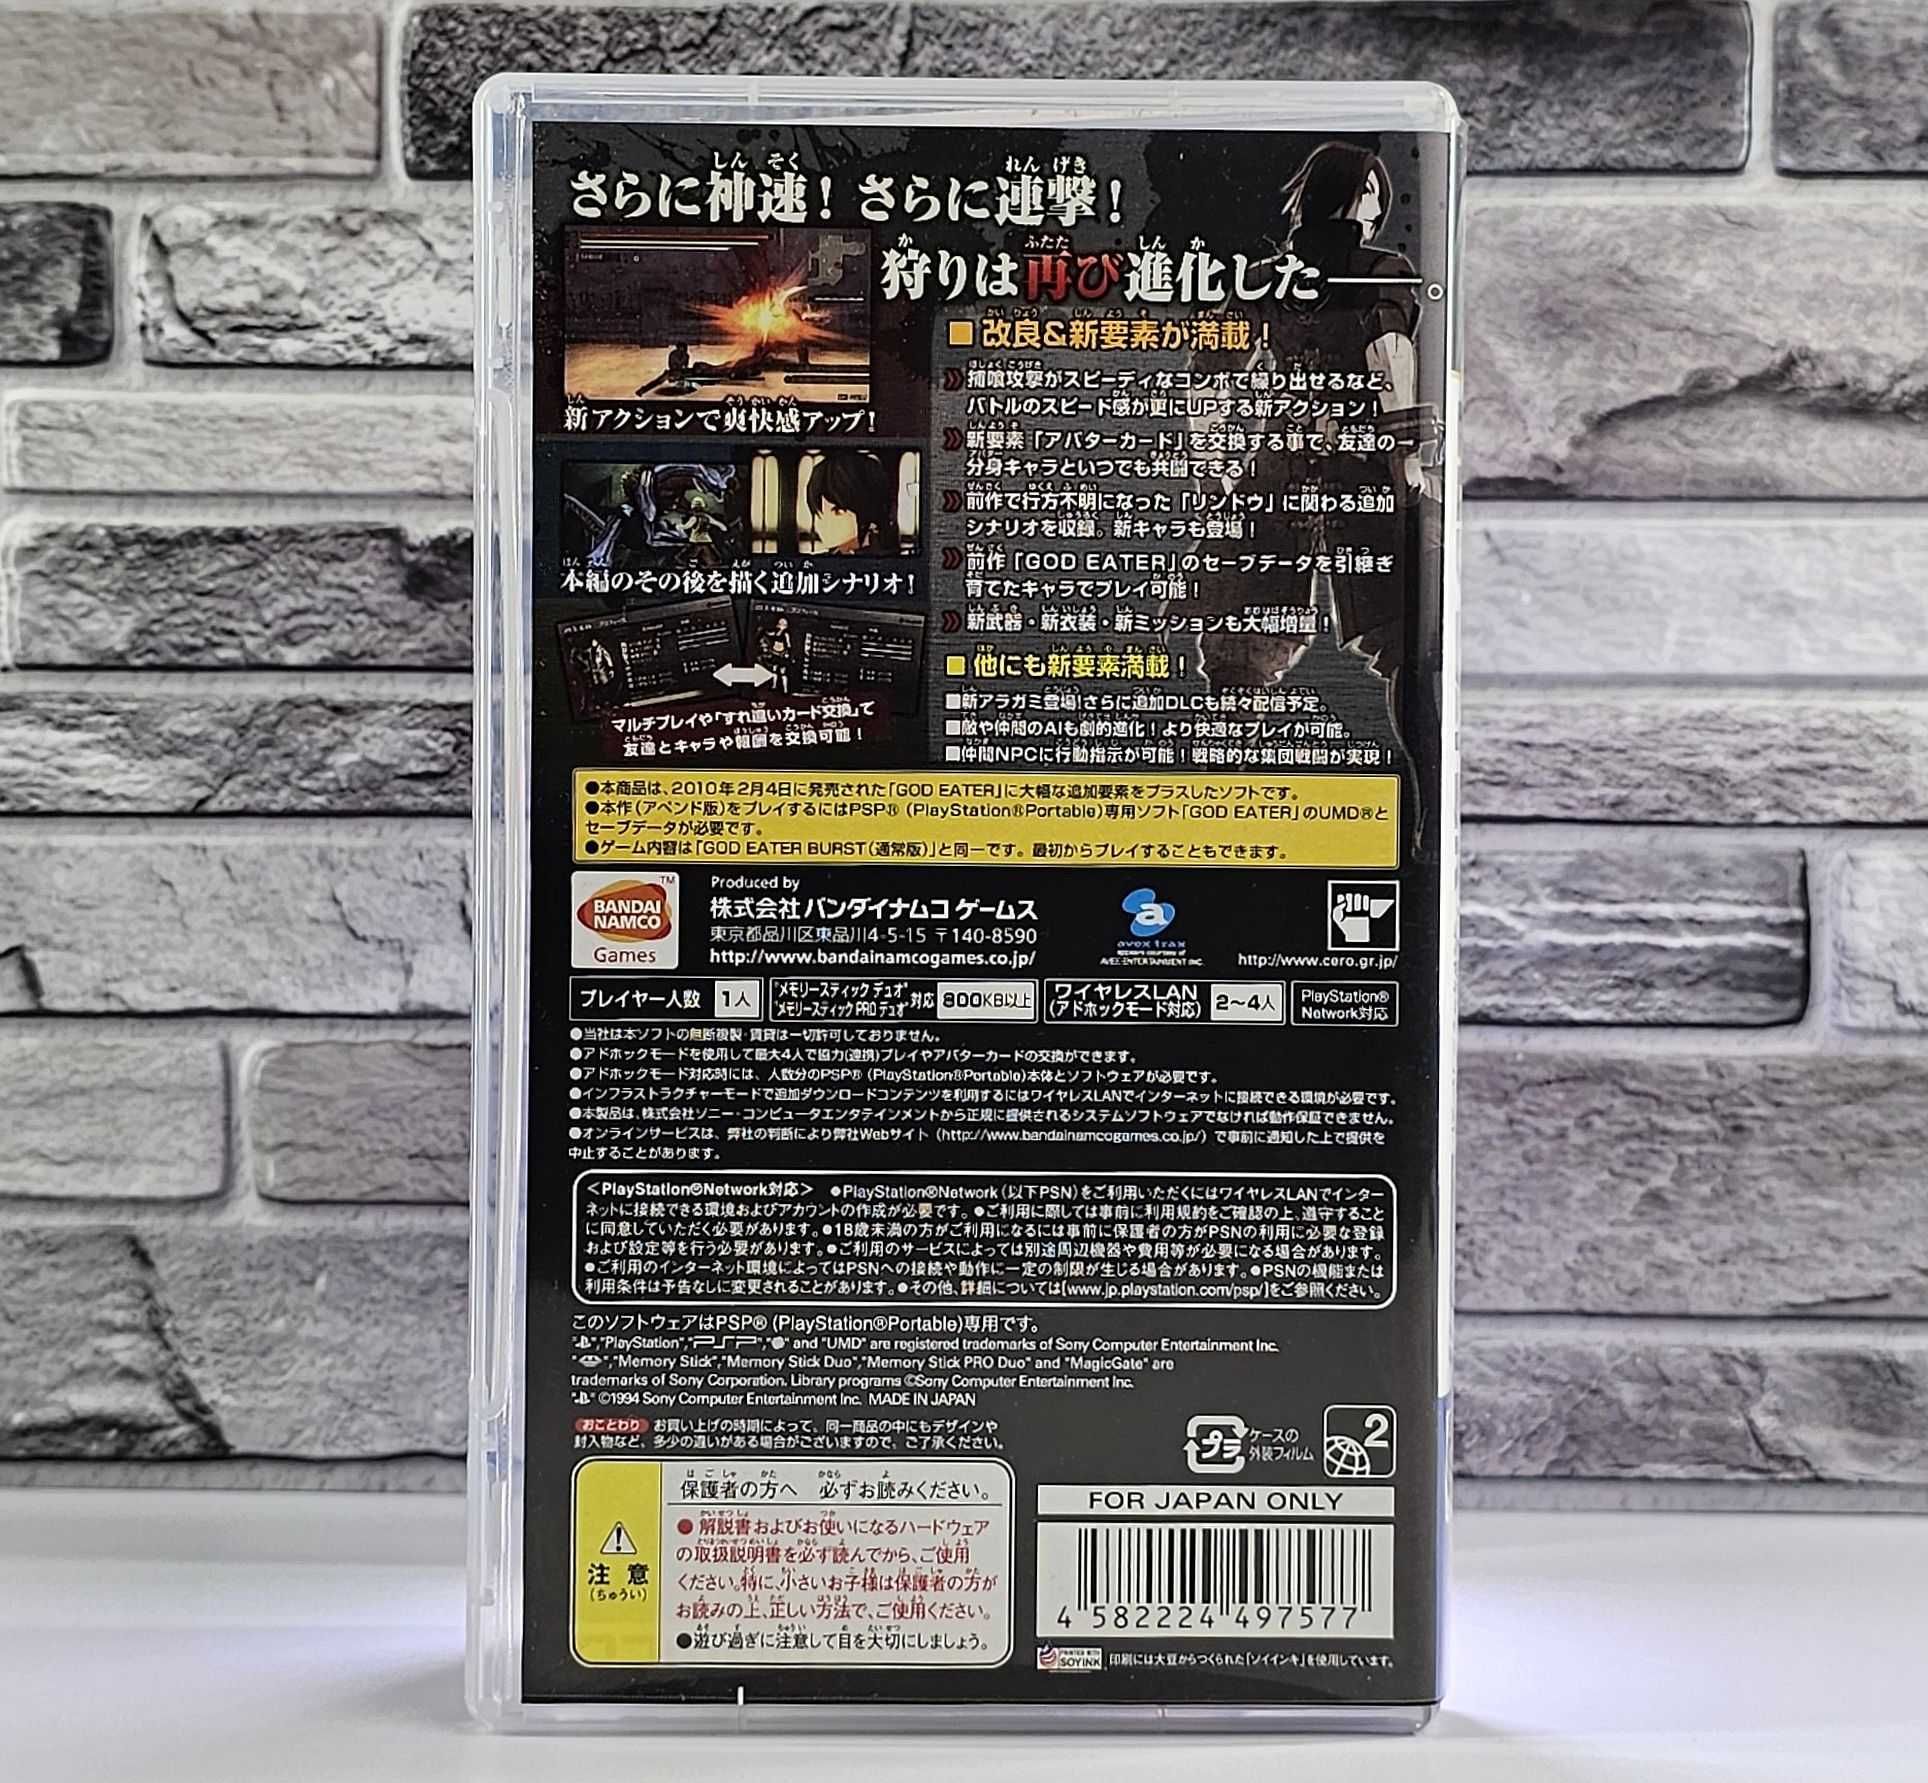 さらに神速！ さらに連撃！
狩りは再び進化した――。
新アクションで爽快感アップ！
本編のその後を描く追加シナリオ！
マルチプレイや「すれ違いカード交換」で
友達とキャラや報酬を交換可能！
■改良&新要素が満載！
捕喰攻撃がスピーディなコンボで繰り出せるなど、
バトルのスピード感が更にUPする新アクション！
新要素「アバターカード」を交換する事で、友達の
分身キャラといつでも共闘できる！
前作で行方不明になった「リンドウ」に関わる追加
シナリオを収録。新キャラも登場！
前作「GOD EATER」のセーブデータを引継ぎ
育てたキャラでプレイ可能！
新武器・新衣装・新ミッションも大幅増量！
■他にも新要素満載！
■新アラガミ登場!さらに追加DLCも続々配信予定。
■敵や仲間のAIも劇的進化！より快適なプレイが可能。
■仲間NPCに行動指示が可能！戦略的な集団戦闘が実現！
●本商品は、2010年2月4日に発売された「GOD EATER」に大幅な追加要素をプラスしたソフトです。
●本作(アペンド版)をプレイするにはPSP® (PlayStation®Portable)専用ソフト「GOD EATER」のUMD®と
セーブデータが必要です。
●ゲーム内容は「GOD EATER BURST(通常版)」と同一です。最初からプレイすることもできます。
BANDAI NAMCO Games
Produced by
株式会社バンダイナムコゲームス
東京都品川区東品川4-5-15 〒140-8590
http://www.bandainamcogames.co.jp/
avex trax
AVEX ENTERTAINMENT INC.
http://www.cero.gr.jp/
プレイヤー人数 1人
"メモリースティック デュオ"
"メモリースティック PRO デュオ" 対応 800KB以上
ワイヤレスLAN
(アドホックモード対応) 2～4人
PlayStation®
Network対応
●当社は本ソフトの無断複製・賃貸は一切許可しておりません。
●アドホックモードを使用して最大4人で協力(連携)プレイやアバターカードの交換ができます。
●アドホックモード対応時には、人数分のPSP® (PlayStation®Portable)本体とソフトウェアが必要です。
●インフラストラクチャーモードで追加ダウンロードコンテンツを利用するにはワイヤレスLANでインターネットに接続できる環境が必要です。
●本製品は、株式会社ソニー・コンピュータエンタテインメントから正規に提供されるシステムソフトウェアでなければ動作保証できません。
●オンラインサービスは、弊社の判断により弊社Webサイト (http://www.bandainamcogames.co.jp/) で事前に通知した上で提供を
中止することがあります。
＜PlayStation®Network対応＞ ●PlayStation®Network (以下PSN)をご利用いただくにはワイヤレスLANでインター
ネットに接続できる環境およびアカウントの作成が必要です。●ご利用に際しては事前に利用規約をご確認の上、遵守すること
に同意していただく必要があります。●18歳未満の方がご利用になるには事前に保護者の方がPSNの利用に必要な登録
および設定等を行う必要があります。●ご利用のサービスによっては別途周辺機器や費用等が必要になる場合があります。
●ご利用のインターネット環境によってはPSNへの接続や動作に一定の制限が生じる場合があります。●PSNの機能または
利用条件は予告なしに変更されることがあります。●その他、詳細については[www.jp.playstation.com/psp/]をご参照ください。
このソフトウェアはPSP® (PlayStation®Portable)専用です。
"PlayStation","PSP", and "UMD" are registered trademarks of Sony Computer Entertainment Inc.
"Memory Stick","Memory Stick Duo","Memory Stick PRO Duo" and "MagicGate" are
trademarks of Sony Corporation. Library programs ©Sony Computer Entertainment Inc.
©1994 Sony Computer Entertainment Inc. MADE IN JAPAN
おことわり お買い上げの時期によって、同一商品の中にもデザインや
封入物など、多少の違いがある場合がございますので、ご了承ください。
プラ ケースの
外装フィルム
2
注意
(ちゅうい)
保護者の方へ 必ずお読みください。
●解説書およびお使いになるハードウェア
の取扱説明書を必ず読んでから、ご使用
ください。特に、小さいお子様は保護者の方が
お読みの上、正しい方法で、ご使用ください。
●遊び過ぎに注意して目を大切にしましょう。
FOR JAPAN ONLY
4 582224 497577
PRINTED WITH SOY INK
印刷には大豆からつくられた「ソイインキ」を使用しています。